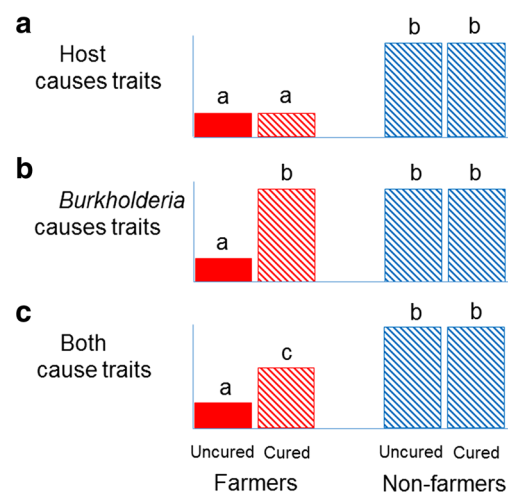 a
Host
causes traits
a a b b
b
Burkholderia
causes traits
a b b b
c
Both
cause traits
a c b b
Uncured Cured Uncured Cured
Farmers Non-farmers